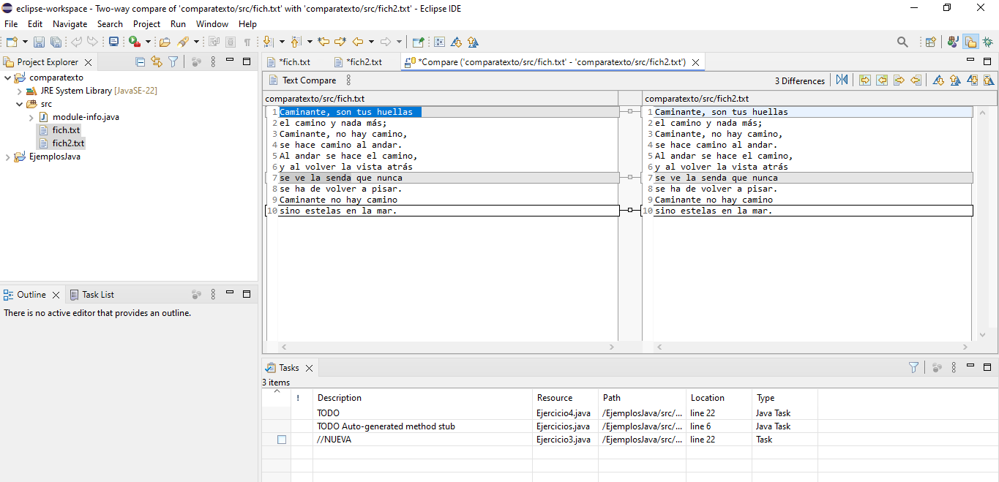 eclipse-workspace - Two-way compare of 'comparatexto/src/fich.txt' with 'comparatexto/src/fich2.txt' - Eclipse IDE
File Edit Navigate Search Project Run Window Help
Project Explorer
comparatexto
JRE System Library [JavaSE-22]
src
module-info.java
fich.txt
fich2.txt
EjemplosJava
Outline Task List
There is no active editor that provides an outline.
*fich.txt *fich2.txt *Compare ('comparatexto/src/fich.txt' - 'comparatexto/src/fich2.txt')
Text Compare 3 Differences
comparatexto/src/fich.txt
1 Caminante, son tus huellas
2 el camino y nada más;
3 Caminante, no hay camino,
4 se hace camino al andar.
5 Al andar se hace el camino,
6 y al volver la vista atrás
7 se ve la senda que nunca
8 se ha de volver a pisar.
9 Caminante no hay camino
10 sino estelas en la mar.
comparatexto/src/fich2.txt
1 Caminante, son tus huellas
2 el camino y nada más;
3 Caminante, no hay camino,
4 se hace camino al andar.
5 Al andar se hace el camino,
6 y al volver la vista atrás
7 se ve la senda que nunca
8 se ha de volver a pisar.
9 Caminante no hay camino
10 sino estelas en la mar.
Tasks
3 items
! Description Resource Path Location Type
TODO Ejercicio4.java /EjemplosJava/src/... line 22 Java Task
TODO Auto-generated method stub Ejercicios.java /EjemplosJava/src/... line 6 Java Task
//NUEVA Ejercicio3.java /EjemplosJava/src/... line 22 Task